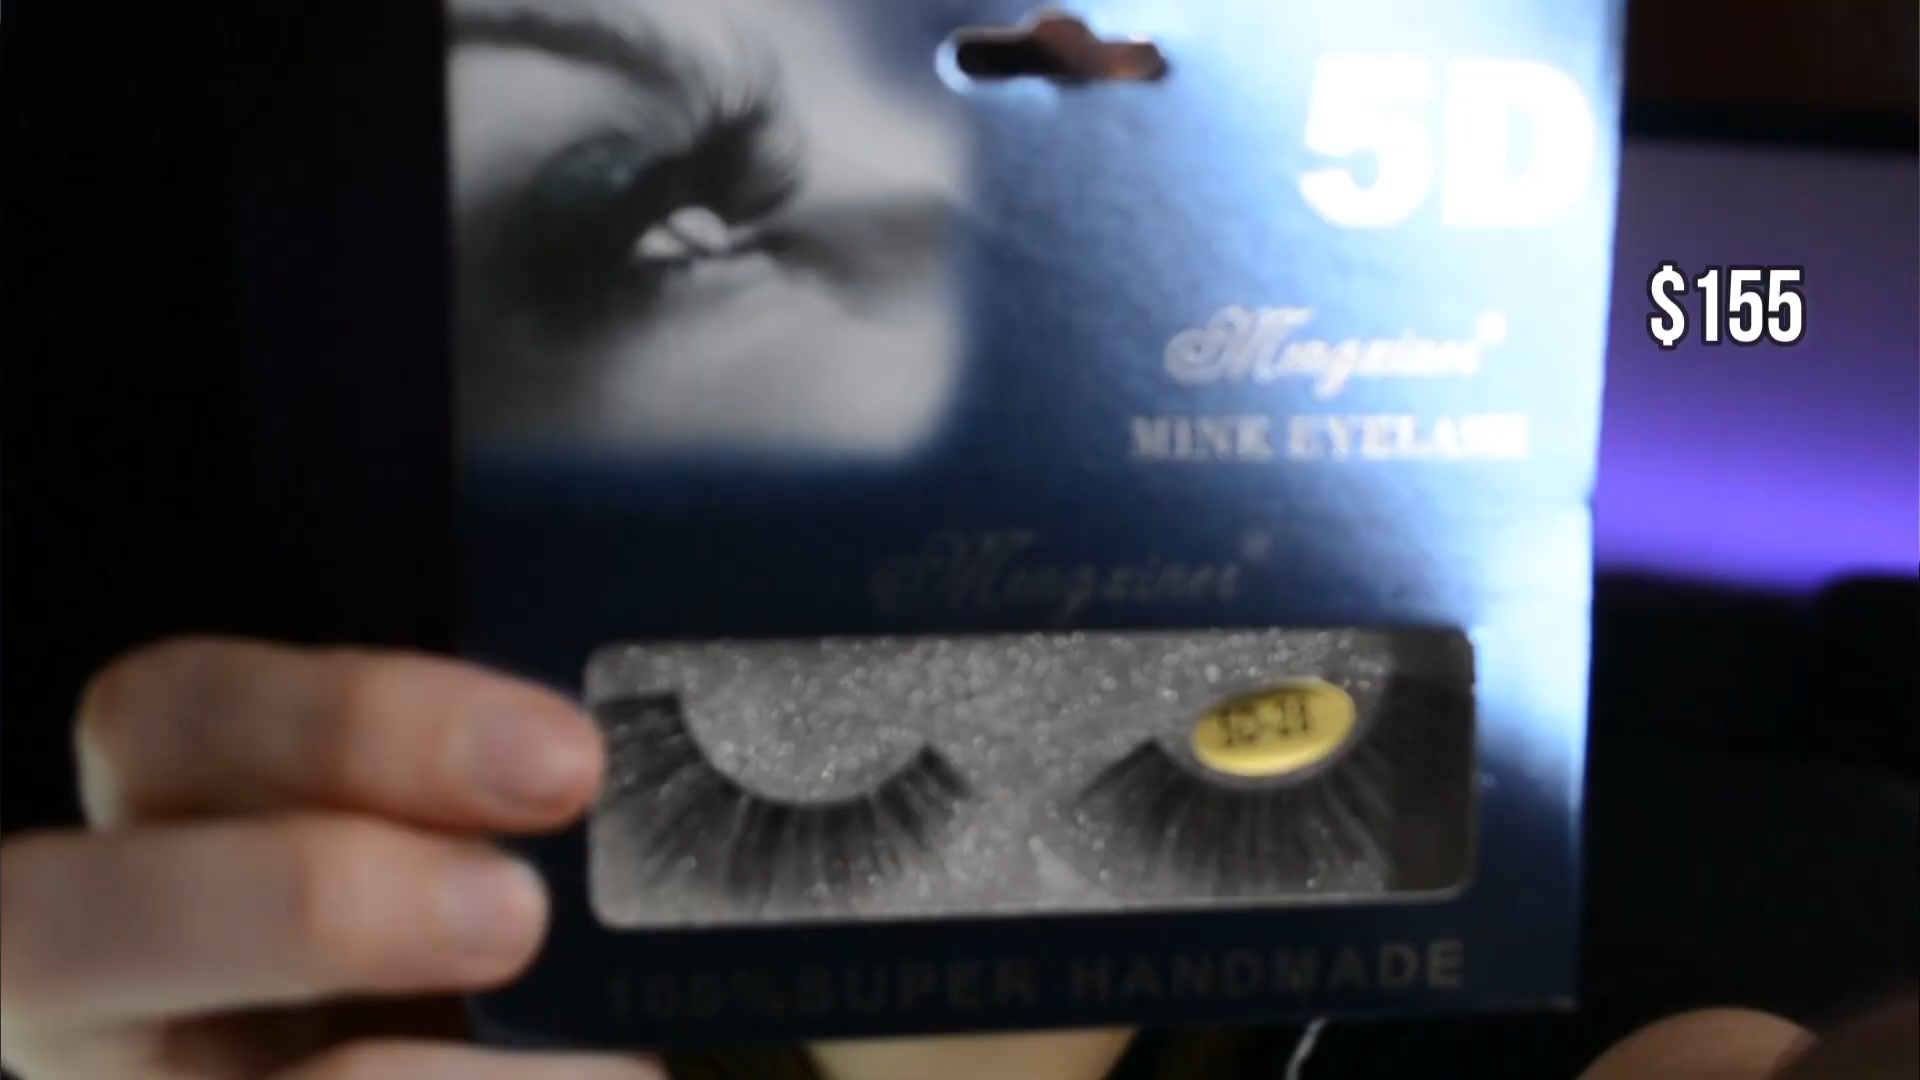 5D
$155
Mengxiner®
MINK EYELASH
Mengxiner®
100% SUPER HANDMADE